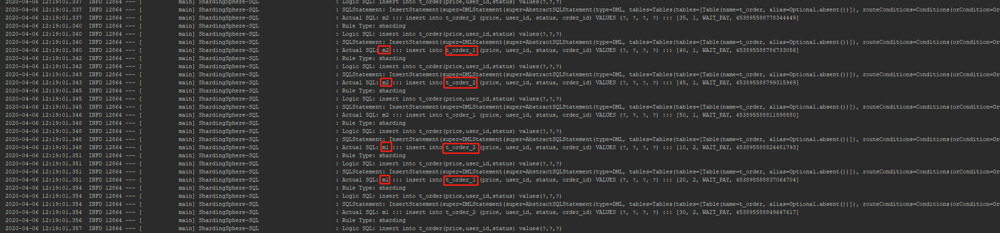 2020-04-06 12:19:01.337  INFO 12864 --- [           main] ShardingSphere-SQL                       : Logic SQL: insert into t_order(price,user_id,status) values(?,?,?)
2020-04-06 12:19:01.337  INFO 12864 --- [           main] ShardingSphere-SQL                       : SQLStatement: InsertStatement(super=DMLStatement(super=AbstractSQLStatement(type=DML, tables=Tables(tables=[Table(name=t_order, alias=Optional.absent())]), routeConditions=Conditions(orCondition=Or
2020-04-06 12:19:01.337  INFO 12864 --- [           main] ShardingSphere-SQL                       : Actual SQL: m2 ::: insert into t_order_2 (price, user_id, status, order_id) VALUES (?, ?, ?, ?) ::: [35, 1, WAIT_PAY, 453895588778344449]
2020-04-06 12:19:01.340  INFO 12864 --- [           main] ShardingSphere-SQL                       : Rule Type: sharding
2020-04-06 12:19:01.340  INFO 12864 --- [           main] ShardingSphere-SQL                       : Logic SQL: insert into t_order(price,user_id,status) values(?,?,?)
2020-04-06 12:19:01.340  INFO 12864 --- [           main] ShardingSphere-SQL                       : SQLStatement: InsertStatement(super=DMLStatement(super=AbstractSQLStatement(type=DML, tables=Tables(tables=[Table(name=t_order, alias=Optional.absent())]), routeConditions=Conditions(orCondition=Or
2020-04-06 12:19:01.340  INFO 12864 --- [           main] ShardingSphere-SQL                       : Actual SQL: m2 ::: insert into t_order_1 (price, user_id, status, order_id) VALUES (?, ?, ?, ?) ::: [40, 1, WAIT_PAY, 453895588786733056]
2020-04-06 12:19:01.342  INFO 12864 --- [           main] ShardingSphere-SQL                       : Rule Type: sharding
2020-04-06 12:19:01.342  INFO 12864 --- [           main] ShardingSphere-SQL                       : Logic SQL: insert into t_order(price,user_id,status) values(?,?,?)
2020-04-06 12:19:01.343  INFO 12864 --- [           main] ShardingSphere-SQL                       : SQLStatement: InsertStatement(super=DMLStatement(super=AbstractSQLStatement(type=DML, tables=Tables(tables=[Table(name=t_order, alias=Optional.absent())]), routeConditions=Conditions(orCondition=Or
2020-04-06 12:19:01.343  INFO 12864 --- [           main] ShardingSphere-SQL                       : Actual SQL: m2 ::: insert into t_order_2 (price, user_id, status, order_id) VALUES (?, ?, ?, ?) ::: [45, 1, WAIT_PAY, 453895588799315969]
2020-04-06 12:19:01.345  INFO 12864 --- [           main] ShardingSphere-SQL                       : Rule Type: sharding
2020-04-06 12:19:01.345  INFO 12864 --- [           main] ShardingSphere-SQL                       : Logic SQL: insert into t_order(price,user_id,status) values(?,?,?)
2020-04-06 12:19:01.345  INFO 12864 --- [           main] ShardingSphere-SQL                       : SQLStatement: InsertStatement(super=DMLStatement(super=AbstractSQLStatement(type=DML, tables=Tables(tables=[Table(name=t_order, alias=Optional.absent())]), routeConditions=Conditions(orCondition=Or
2020-04-06 12:19:01.346  INFO 12864 --- [           main] ShardingSphere-SQL                       : Actual SQL: m2 ::: insert into t_order_1 (price, user_id, status, order_id) VALUES (?, ?, ?, ?) ::: [50, 1, WAIT_PAY, 453895588811898880]
2020-04-06 12:19:01.348  INFO 12864 --- [           main] ShardingSphere-SQL                       : Rule Type: sharding
2020-04-06 12:19:01.348  INFO 12864 --- [           main] ShardingSphere-SQL                       : Logic SQL: insert into t_order(price,user_id,status) values(?,?,?)
2020-04-06 12:19:01.348  INFO 12864 --- [           main] ShardingSphere-SQL                       : SQLStatement: InsertStatement(super=DMLStatement(super=AbstractSQLStatement(type=DML, tables=Tables(tables=[Table(name=t_order, alias=Optional.absent())]), routeConditions=Conditions(orCondition=Or
2020-04-06 12:19:01.348  INFO 12864 --- [           main] ShardingSphere-SQL                       : Actual SQL: m1 ::: insert into t_order_2 (price, user_id, status, order_id) VALUES (?, ?, ?, ?) ::: [10, 2, WAIT_PAY, 453895588824481793]
2020-04-06 12:19:01.351  INFO 12864 --- [           main] ShardingSphere-SQL                       : Rule Type: sharding
2020-04-06 12:19:01.351  INFO 12864 --- [           main] ShardingSphere-SQL                       : Logic SQL: insert into t_order(price,user_id,status) values(?,?,?)
2020-04-06 12:19:01.351  INFO 12864 --- [           main] ShardingSphere-SQL                       : SQLStatement: InsertStatement(super=DMLStatement(super=AbstractSQLStatement(type=DML, tables=Tables(tables=[Table(name=t_order, alias=Optional.absent())]), routeConditions=Conditions(orCondition=Or
2020-04-06 12:19:01.351  INFO 12864 --- [           main] ShardingSphere-SQL                       : Actual SQL: m1 ::: insert into t_order_1 (price, user_id, status, order_id) VALUES (?, ?, ?, ?) ::: [20, 2, WAIT_PAY, 453895588837064704]
2020-04-06 12:19:01.354  INFO 12864 --- [           main] ShardingSphere-SQL                       : Rule Type: sharding
2020-04-06 12:19:01.354  INFO 12864 --- [           main] ShardingSphere-SQL                       : Logic SQL: insert into t_order(price,user_id,status) values(?,?,?)
2020-04-06 12:19:01.354  INFO 12864 --- [           main] ShardingSphere-SQL                       : SQLStatement: InsertStatement(super=DMLStatement(super=AbstractSQLStatement(type=DML, tables=Tables(tables=[Table(name=t_order, alias=Optional.absent())]), routeConditions=Conditions(orCondition=Or
2020-04-06 12:19:01.354  INFO 12864 --- [           main] ShardingSphere-SQL                       : Actual SQL: m1 ::: insert into t_order_2 (price, user_id, status, order_id) VALUES (?, ?, ?, ?) ::: [30, 2, WAIT_PAY, 453895588849647617]
2020-04-06 12:19:01.356  INFO 12864 --- [           main] ShardingSphere-SQL                       : Rule Type: sharding
2020-04-06 12:19:01.357  INFO 12864 --- [           main] ShardingSphere-SQL                       : Logic SQL: insert into t_order(price,user_id,status) values(?,?,?)